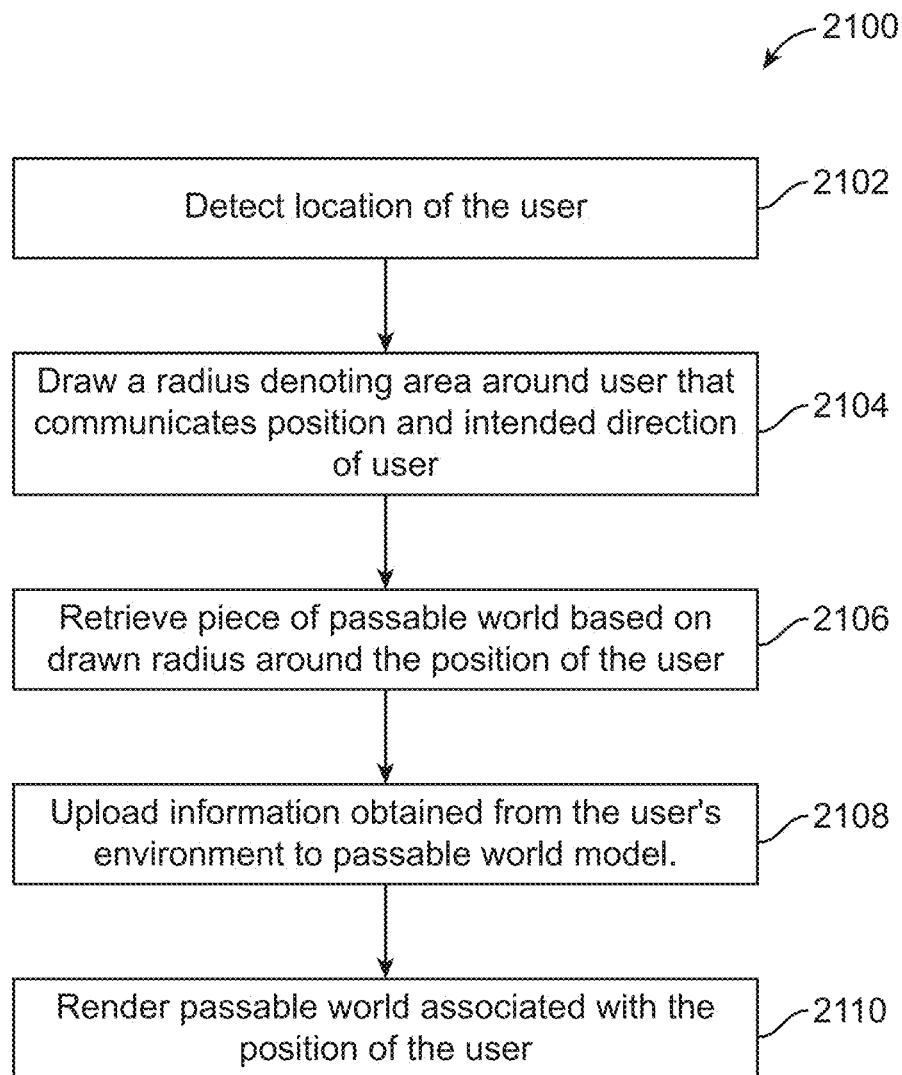 2100
Detect location of the user
2102
Draw a radius denoting area around user that
communicates position and intended direction
of user
2104
Retrieve piece of passable world based on
drawn radius around the position of the user
2106
Upload information obtained from the user's
environment to passable world model.
2108
Render passable world associated with the
position of the user
2110